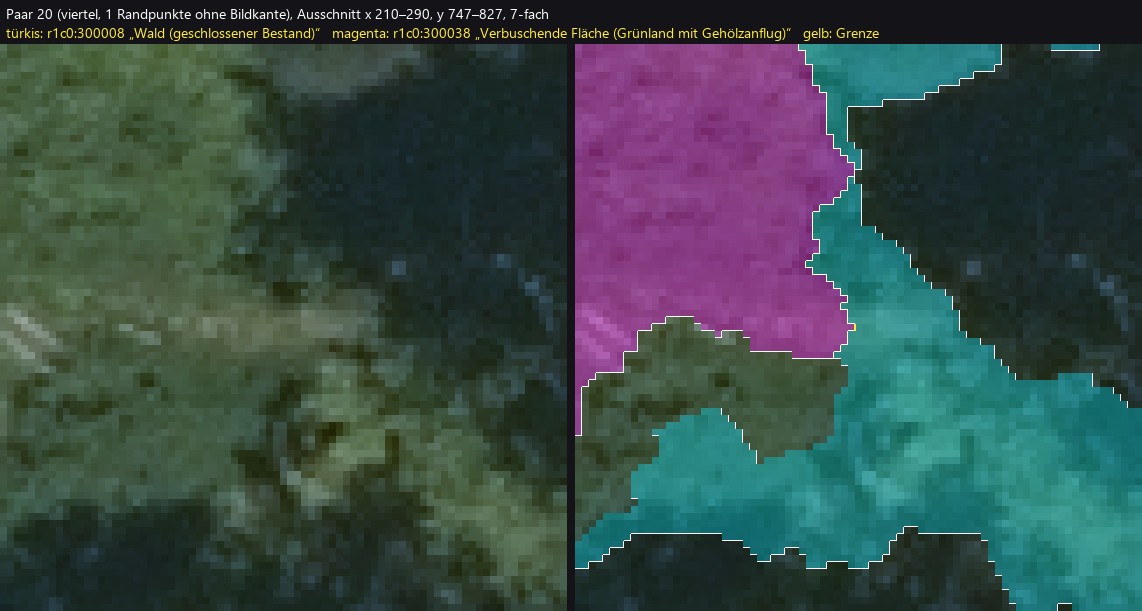 Paar 20 (viertel, 1 Randpunkte ohne Bildkante), Ausschnitt x 210–290, y 747–827, 7-fach
türkis: r1c0:300008 „Wald (geschlossener Bestand)“ magenta: r1c0:300038 „Verbuschende Fläche (Grünland mit Gehölzanflug)“ gelb: Grenze